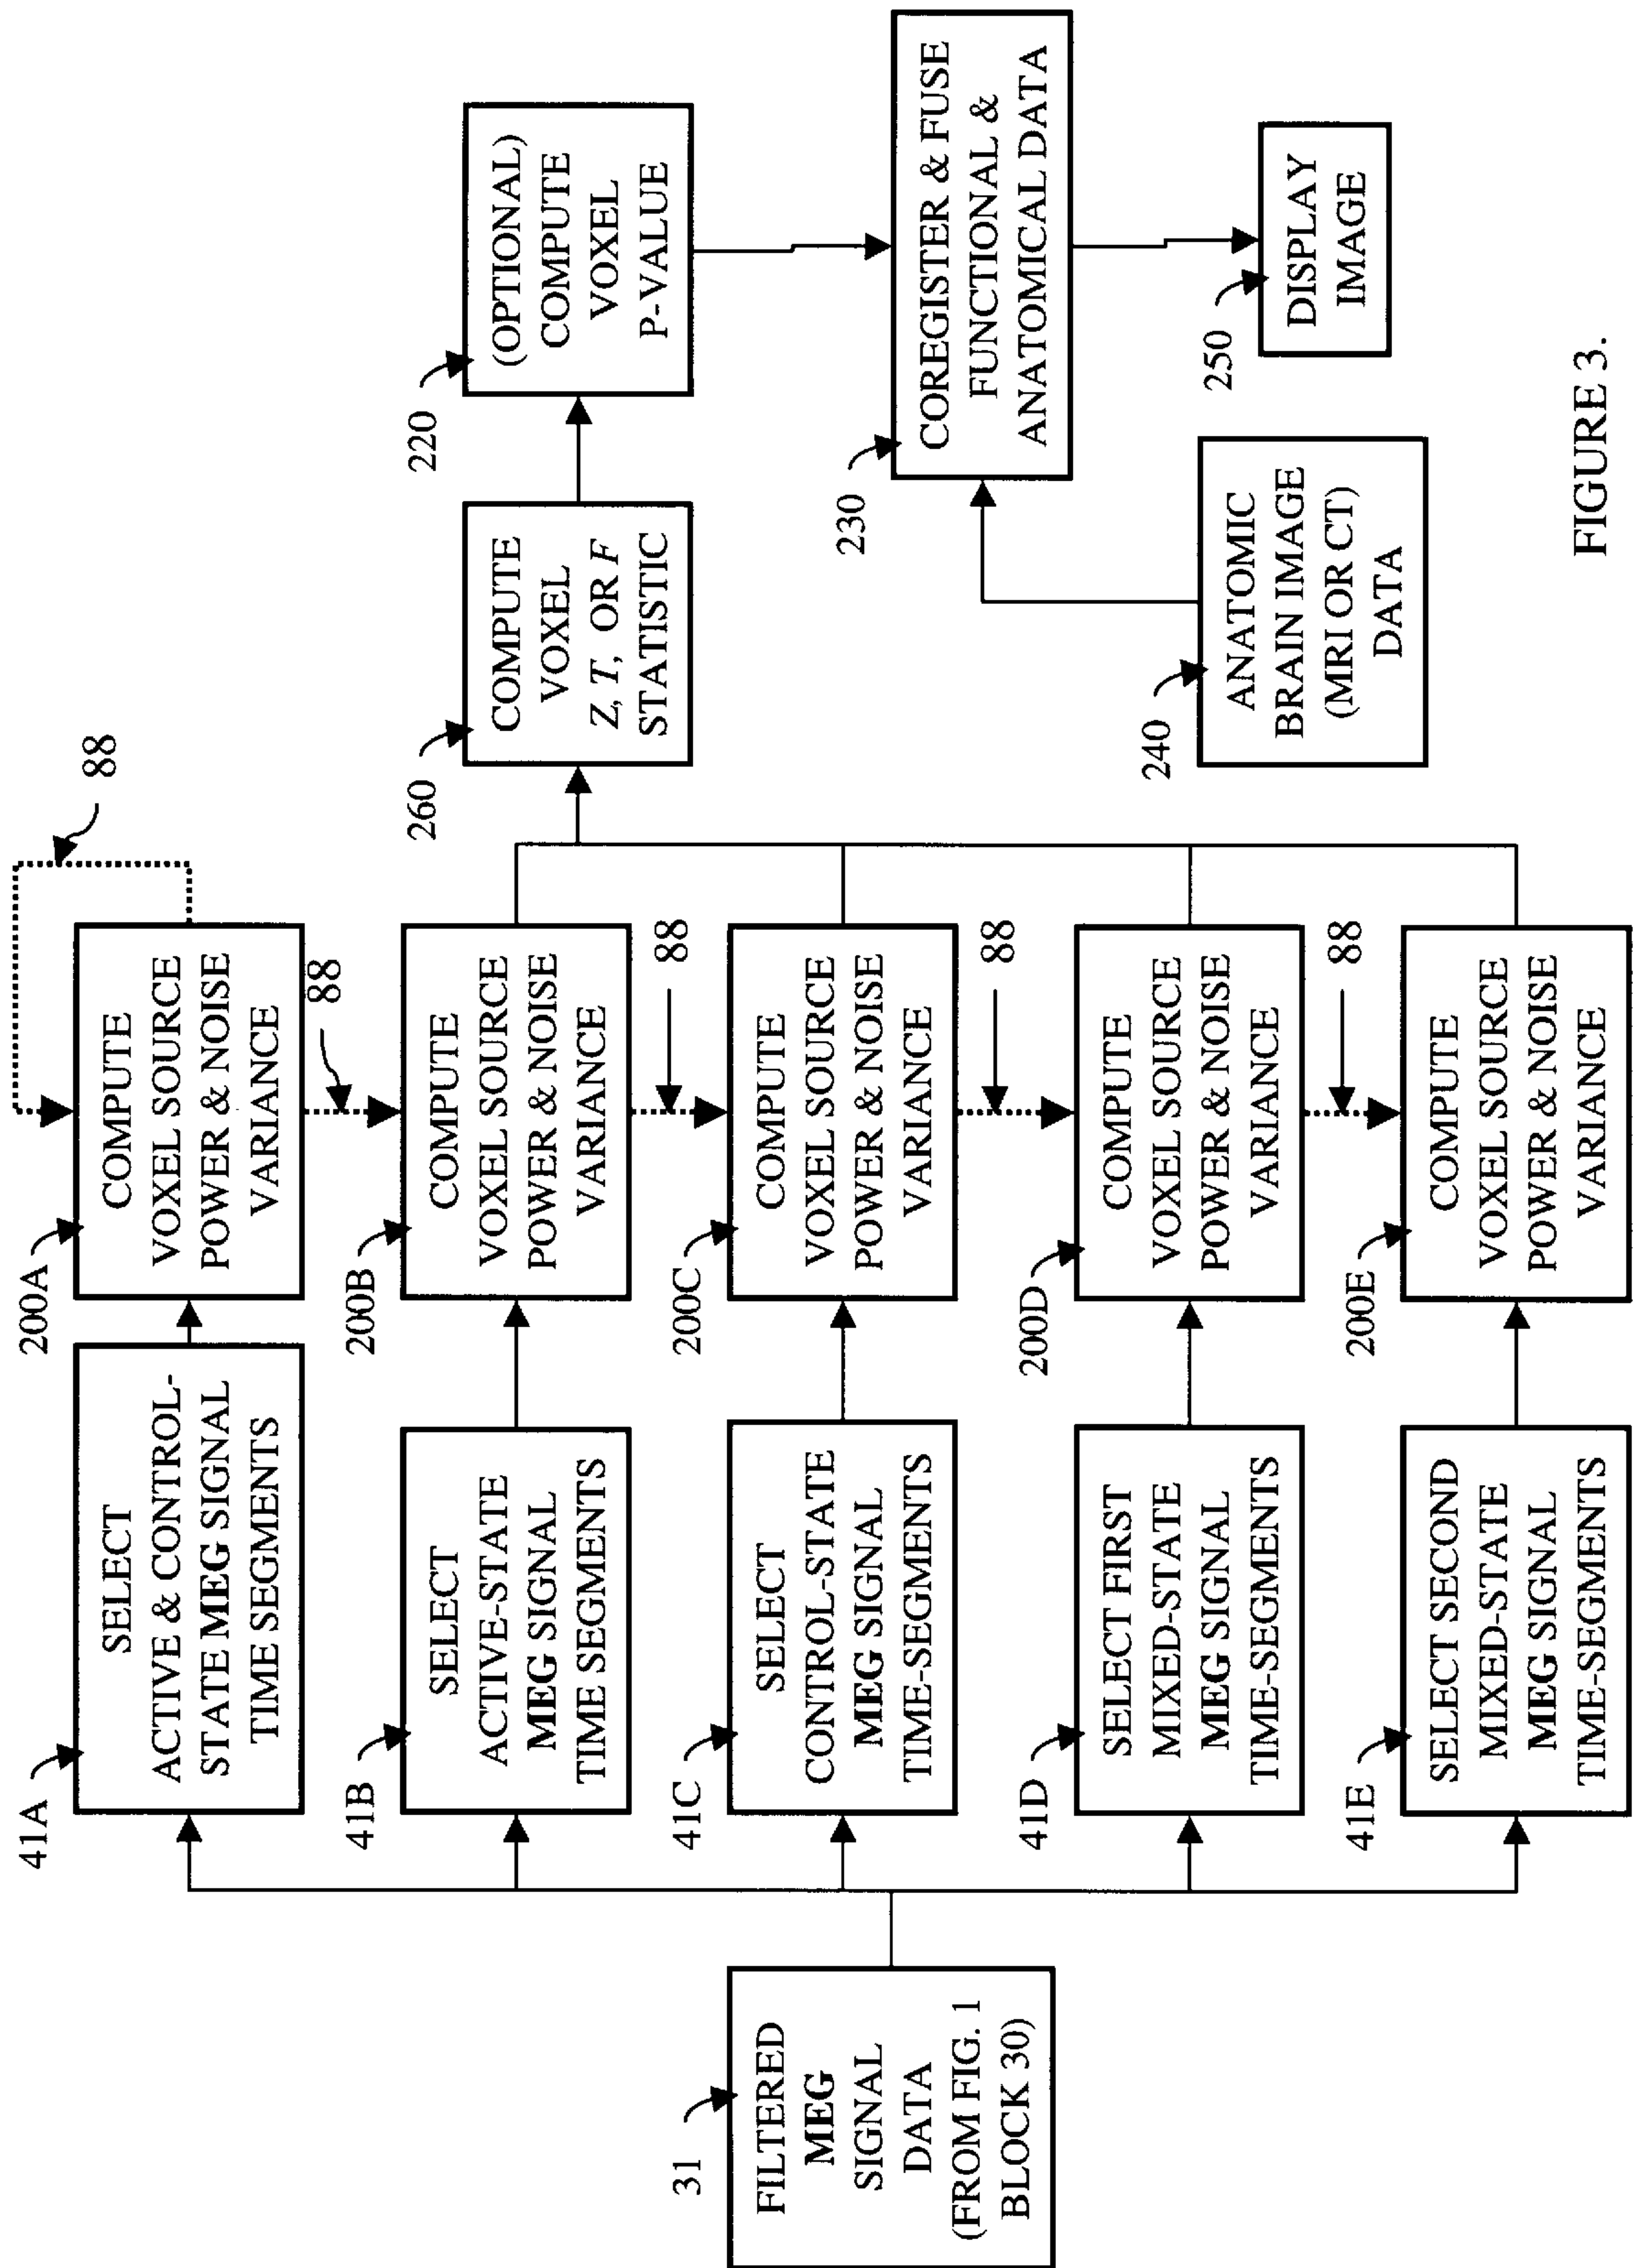 31
FILTERED
MEG
SIGNAL
DATA
(FROM FIG. 1
BLOCK 30)
41A
SELECT
ACTIVE & CONTROL-
STATE MEG SIGNAL
TIME SEGMENTS
41B
SELECT
ACTIVE-STATE
MEG SIGNAL
TIME SEGMENTS
41C
SELECT
CONTROL-STATE
MEG SIGNAL
TIME-SEGMENTS
41D
SELECT FIRST
MIXED-STATE
MEG SIGNAL
TIME-SEGMENTS
41E
SELECT SECOND
MIXED-STATE
MEG SIGNAL
TIME-SEGMENTS
200A
COMPUTE
VOXEL SOURCE
POWER & NOISE
VARIANCE
88
88
200B
COMPUTE
VOXEL SOURCE
POWER & NOISE
VARIANCE
88
200C
COMPUTE
VOXEL SOURCE
POWER & NOISE
VARIANCE
88
200D
COMPUTE
VOXEL SOURCE
POWER & NOISE
VARIANCE
88
200E
COMPUTE
VOXEL SOURCE
POWER & NOISE
VARIANCE
260
COMPUTE
VOXEL
Z, T, OR F
STATISTIC
220
(OPTIONAL)
COMPUTE
VOXEL
P-VALUE
230
COREGISTER & FUSE
FUNCTIONAL &
ANATOMICAL DATA
240
ANATOMIC
BRAIN IMAGE
(MRI OR CT)
DATA
250
DISPLAY
IMAGE
FIGURE 3.